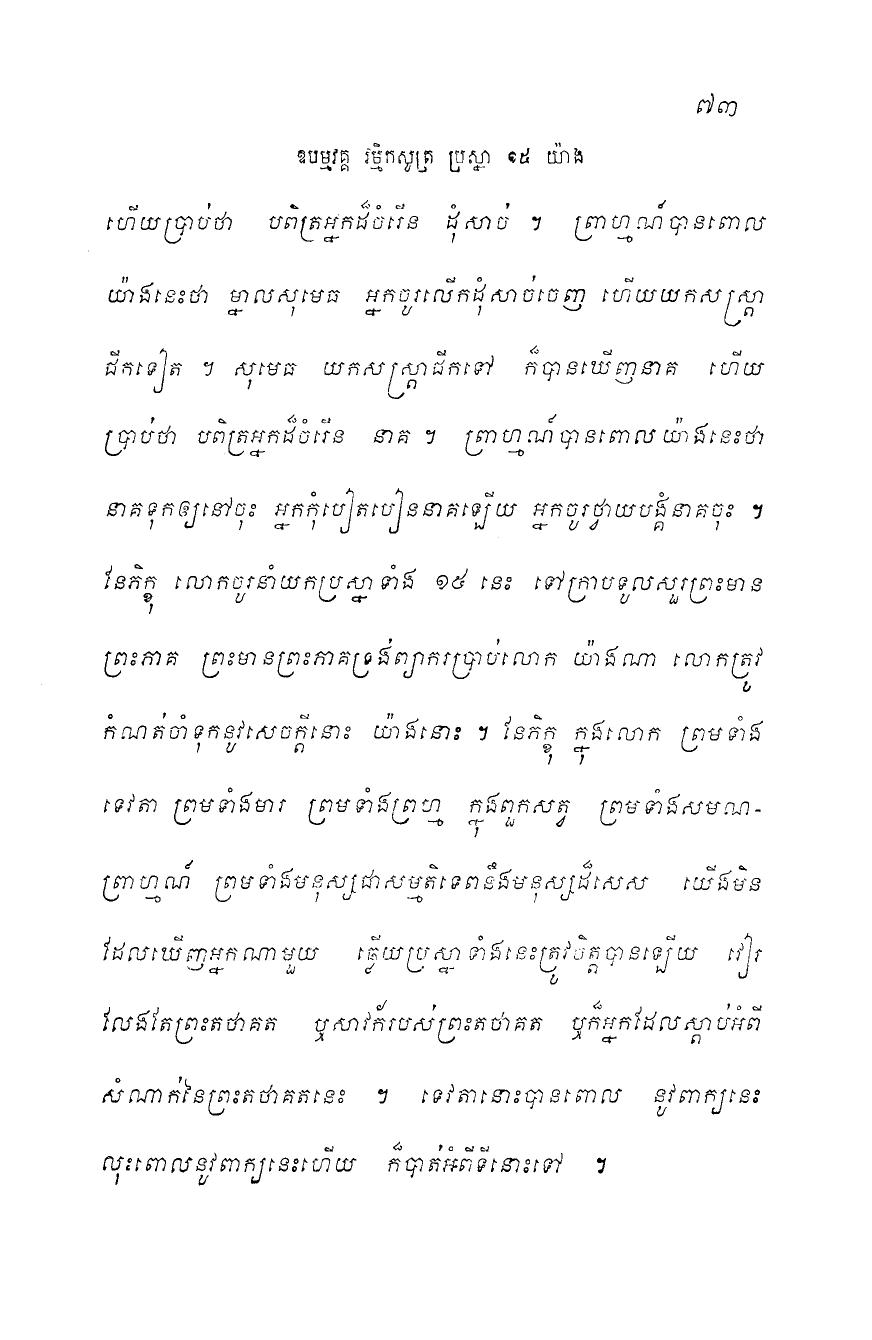 ៧៣
ឱបម្មវគ្គ វម្មិកសូត្រ ប្រស្នា ១៥ យ៉ាង
ហើយប្រាប់ថា បពិត្រអ្នកដ៏ចំរើន ដុំសាច់ ។ ព្រាហ្មណ៍បានពោល
យ៉ាងនេះថា ម្នាលសុមេធ អ្នកចូរលើកដុំសាច់ចេញ ហើយយកសស្ត្រា
ជីកទៀត ។ សុមេធ យកសស្ត្រាជីកទៅ ក៏បានឃើញនាគ ហើយ
ប្រាប់ថា បពិត្រអ្នកដ៏ចំរើន នាគ ។ ព្រាហ្មណ៍បានពោលយ៉ាងនេះថា
នាគទុកឲ្យនៅចុះ អ្នកកុំបៀតបៀននាគឡើយ អ្នកចូរថ្វាយបង្គំនាគចុះ ។
នែភិក្ខុ លោកចូរនាំយកប្រស្នាទាំង ១៥ នេះ ទៅក្រាបទូលសួរព្រះមាន
ព្រះភាគ ព្រះមានព្រះភាគទ្រង់ព្យាករប្រាប់លោក យ៉ាងណា លោកត្រូវ
កំណត់ចាំទុកនូវសេចក្តីនោះ យ៉ាងនោះ ។ នែភិក្ខុ ក្នុងលោក ព្រមទាំង
ទេវតា ព្រមទាំងមារ ព្រមទាំងព្រហ្ម ក្នុងពួកសត្វ ព្រមទាំងសមណ-
ព្រាហ្មណ៍ ព្រមទាំងមនុស្សជាសម្មតិទេពនឹងមនុស្សដ៏សេស យើងមិន
ដែលឃើញអ្នកណាមួយ ឆ្លើយប្រស្នាទាំងនេះត្រូវចិត្តបានឡើយ វៀរ
លែងតែព្រះតថាគត ឬសាវ័ករបស់ព្រះតថាគត ឬក៏អ្នកដែលស្តាប់អំពី
សំណាក់នៃព្រះតថាគតនេះ ។ ទេវតានោះបានពោល នូវពាក្យនេះ
លុះពោលនូវពាក្យនេះហើយ ក៏បាត់អំពីទីនោះទៅ ។